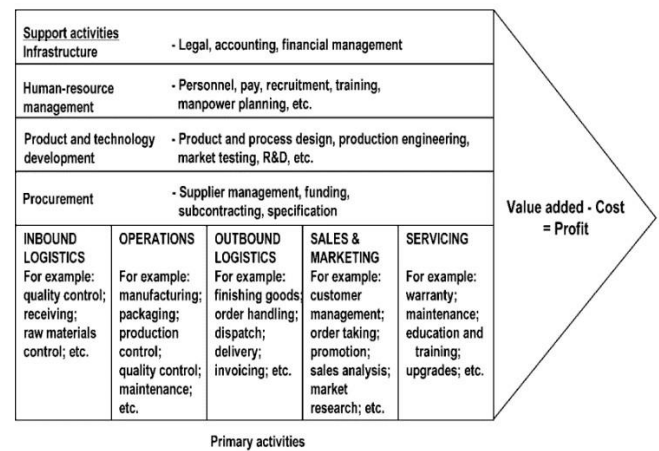 Support activities
Infrastructure - Legal, accounting, financial management
Human-resource - Personnel, pay, recruitment, training,
management manpower planning, etc.
Product and technology - Product and process design, production engineering,
development market testing, R&D, etc.
Procurement - Supplier management, funding,
subcontracting, specification
Value added - Cost
= Profit
INBOUND
LOGISTICS
For example:
quality control;
receiving;
raw materials
control; etc.
OPERATIONS
For example:
manufacturing;
packaging;
production
control;
quality control;
maintenance;
etc.
OUTBOUND
LOGISTICS
For example:
finishing goods;
order handling;
dispatch;
delivery;
invoicing; etc.
SALES &
MARKETING
For example:
customer
management;
order taking;
promotion;
sales analysis;
market
research; etc.
SERVICING
For example:
warranty;
maintenance;
education and
training;
upgrades; etc.
Primary activities